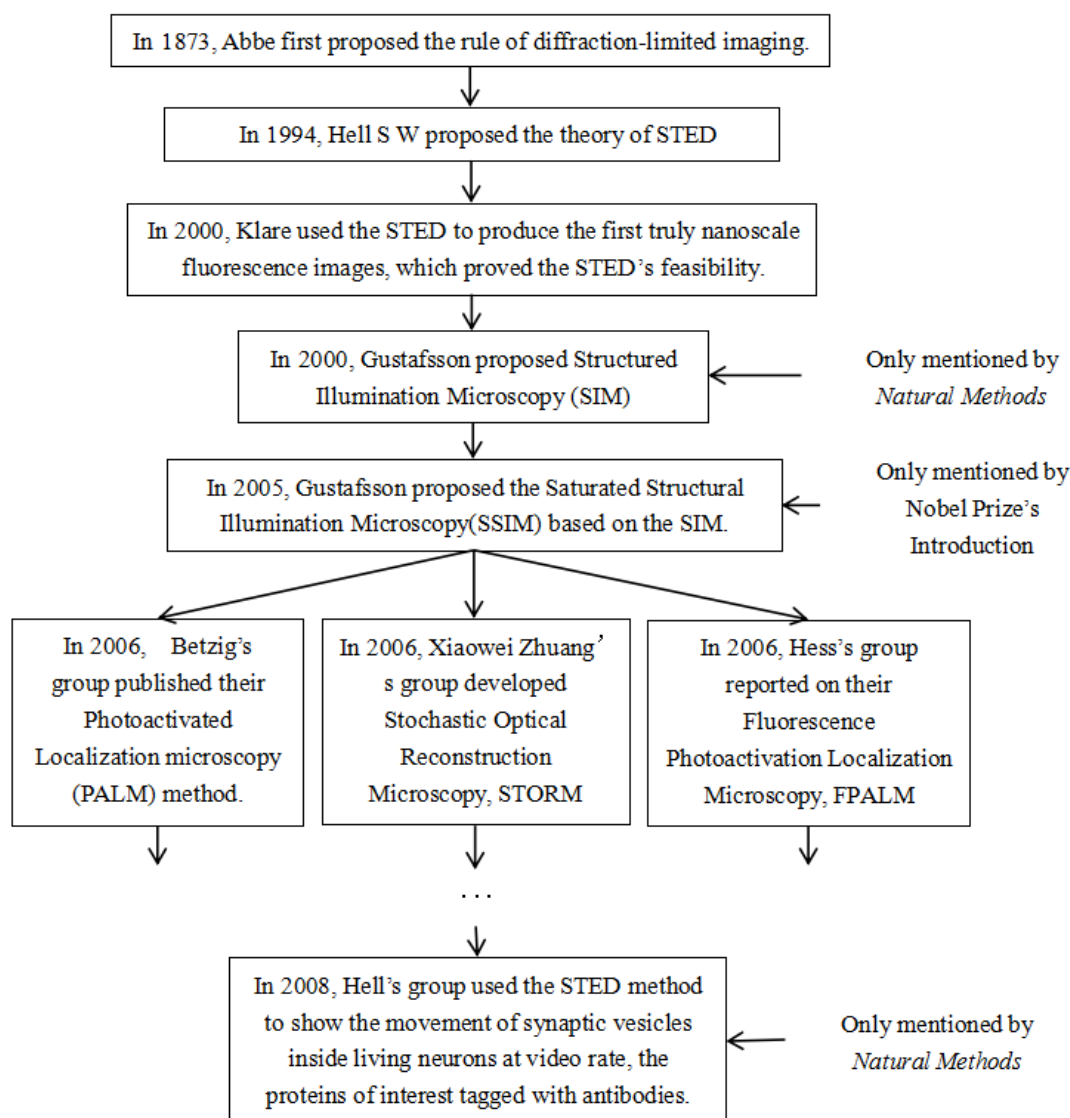 In 1873, Abbe first proposed the rule of diffraction-limited imaging.
In 1994, Hell S W proposed the theory of STED
In 2000, Klare used the STED to produce the first truly nanoscale
fluorescence images, which proved the STED’s feasibility.
In 2000, Gustafsson proposed Structured
Illumination Microscopy (SIM)
Only mentioned by
Natural Methods
In 2005, Gustafsson proposed the Saturated Structural
Illumination Microscopy(SSIM) based on the SIM.
Only mentioned by
Nobel Prize’s
Introduction
In 2006, Betzig’s
group published their
Photoactivated
Localization microscopy
(PALM) method.
In 2006, Xiaowei Zhuang’
s group developed
Stochastic Optical
Reconstruction
Microscopy, STORM
In 2006, Hess’s group
reported on their
Fluorescence
Photoactivation Localization
Microscopy, FPALM
...
In 2008, Hell’s group used the STED method
to show the movement of synaptic vesicles
inside living neurons at video rate, the
proteins of interest tagged with antibodies.
Only mentioned by
Natural Methods